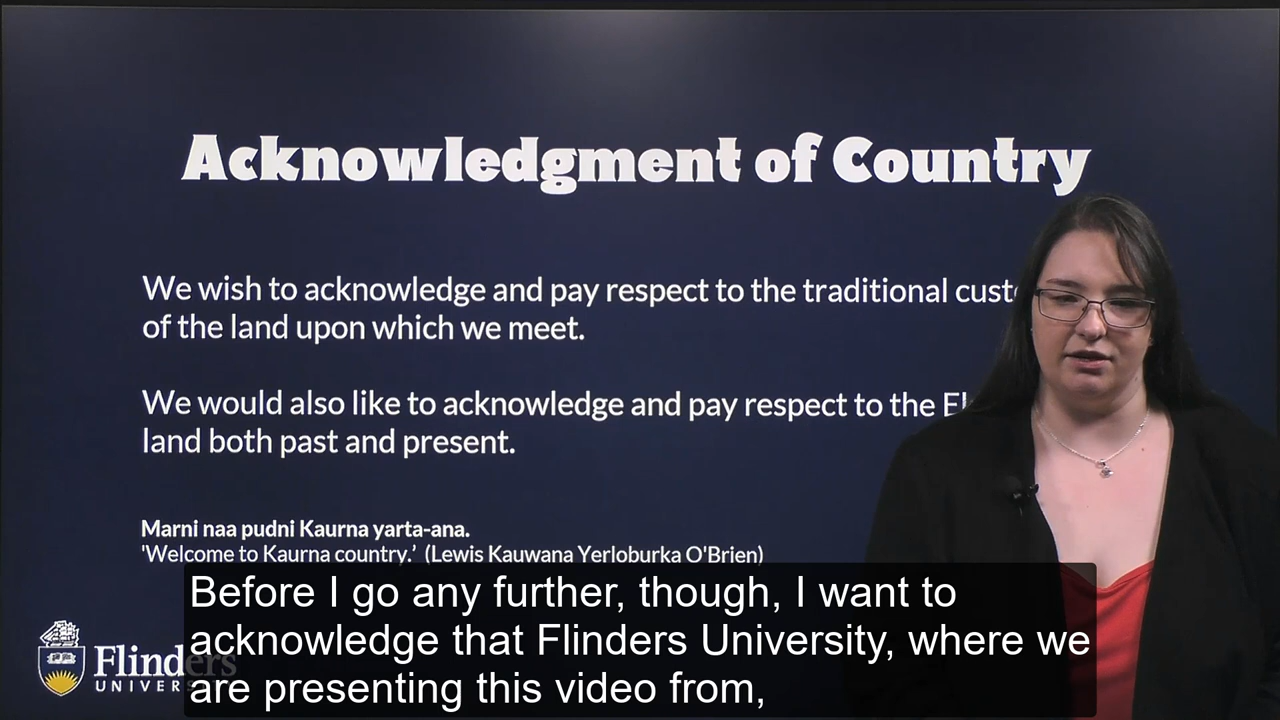 Acknowledgment of Country
We wish to acknowledge and pay respect to the traditional
of the land upon which we meet.
We would also like to acknowledge and pay respect to the
land both past and present.
Marni naa pudni Kaurna yarta-ana.
'Welcome to Kaurna country.’ (Lewis Kauwana Yerloburka O'Brien)
Before I go any further, though, I want to
acknowledge that Flinders University, where we
are presenting this video from,
Flinders
UNIVERS